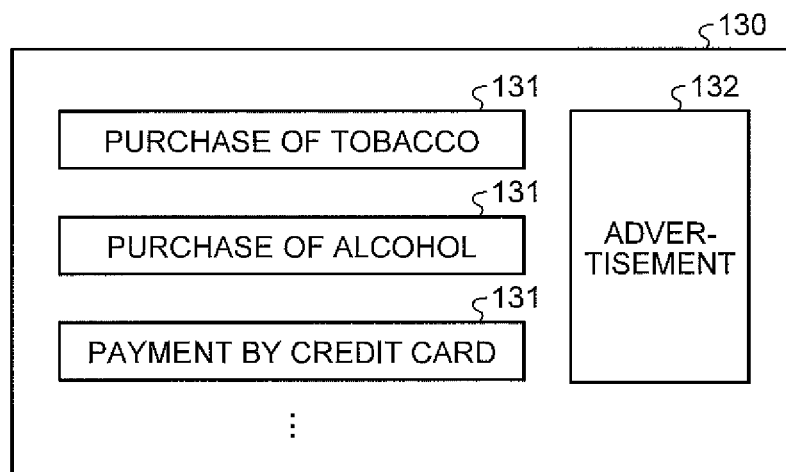 130
131
132
PURCHASE OF TOBACCO
131
PURCHASE OF ALCOHOL
ADVER-
TISEMENT
131
PAYMENT BY CREDIT CARD
⋮